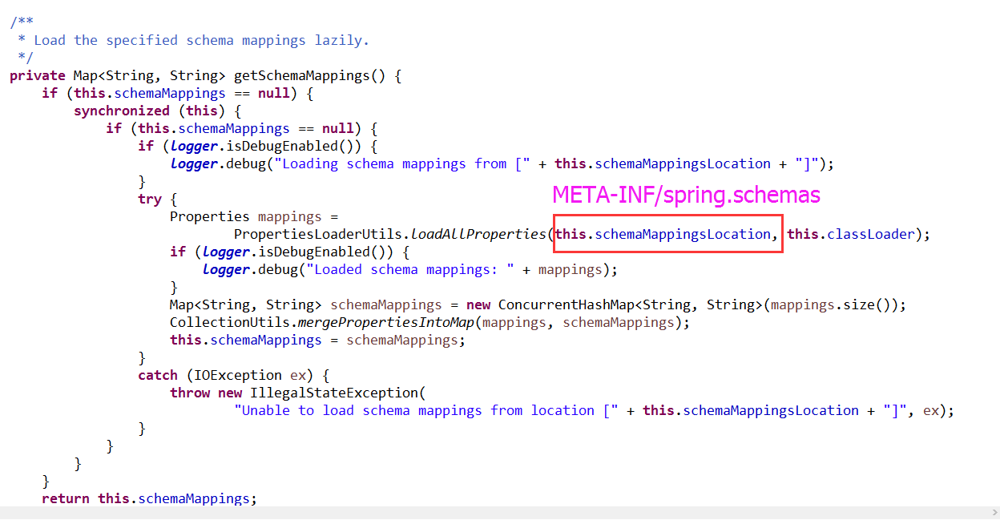 /**
 * Load the specified schema mappings lazily.
 */
private Map<String, String> getSchemaMappings() {
    if (this.schemaMappings == null) {
        synchronized (this) {
            if (this.schemaMappings == null) {
                if (logger.isDebugEnabled()) {
                    logger.debug("Loading schema mappings from [" + this.schemaMappingsLocation + "]");
                }
                try {
META-INF/spring.schemas
                    Properties mappings =
                            PropertiesLoaderUtils.loadAllProperties(this.schemaMappingsLocation, this.classLoader);
                    if (logger.isDebugEnabled()) {
                        logger.debug("Loaded schema mappings: " + mappings);
                    }
                    Map<String, String> schemaMappings = new ConcurrentHashMap<String, String>(mappings.size());
                    CollectionUtils.mergePropertiesIntoMap(mappings, schemaMappings);
                    this.schemaMappings = schemaMappings;
                }
                catch (IOException ex) {
                    throw new IllegalStateException(
                            "Unable to load schema mappings from location [" + this.schemaMappingsLocation + "]", ex);
                }
            }
        }
    }
    return this.schemaMappings;